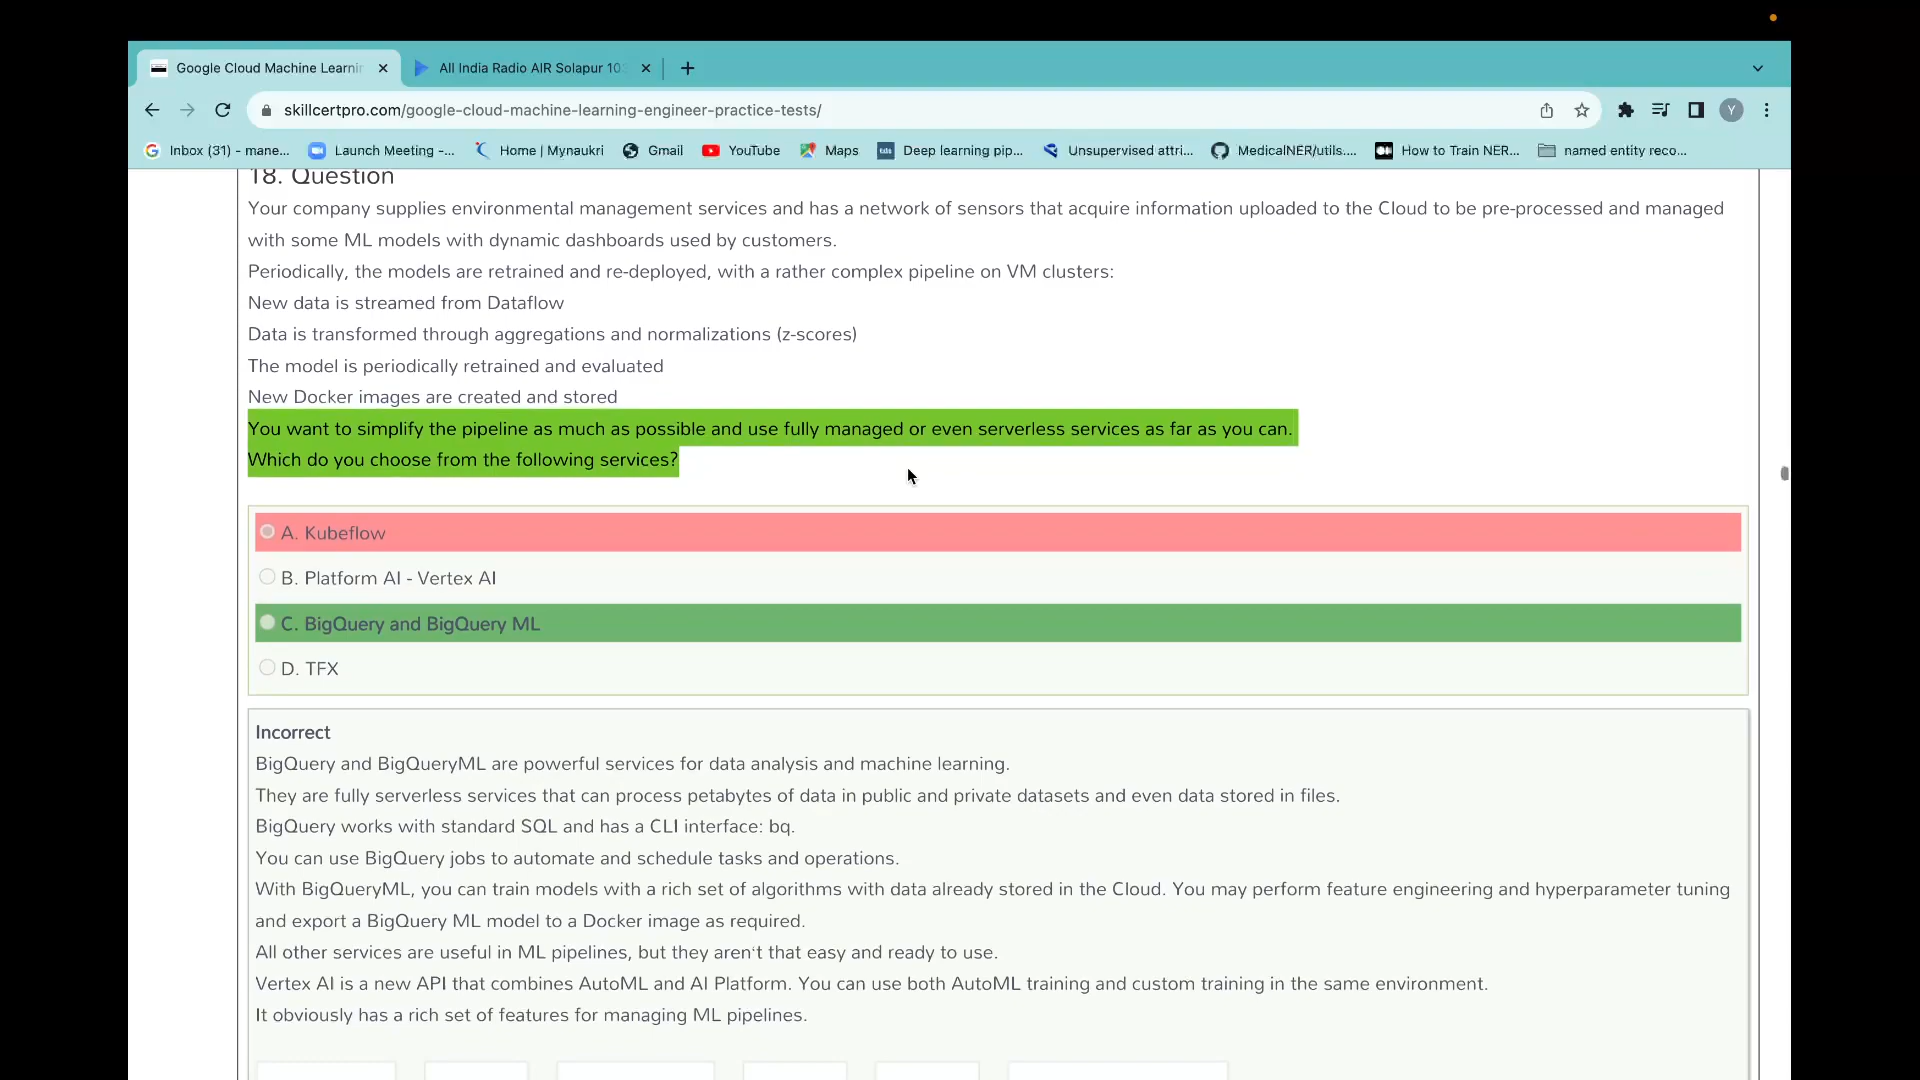 Google Cloud Machine Learnin
All India Radio AIR Solapur 10
skillcertpro.com/google-cloud-machine-learning-engineer-practice-tests/
Y
Inbox (31) - mane...
Launch Meeting -...
Home | Mynaukri
Gmail
YouTube
Maps
Deep learning pip...
Unsupervised attri...
MedicalNER/utils....
How to Train NER...
named entity reco...
18. Question
Your company supplies environmental management services and has a network of sensors that acquire information uploaded to the Cloud to be pre-processed and managed
with some ML models with dynamic dashboards used by customers.
Periodically, the models are retrained and re-deployed, with a rather complex pipeline on VM clusters:
New data is streamed from Dataflow
Data is transformed through aggregations and normalizations (z-scores)
The model is periodically retrained and evaluated
New Docker images are created and stored
You want to simplify the pipeline as much as possible and use fully managed or even serverless services as far as you can.
Which do you choose from the following services?
A. Kubeflow
B. Platform AI - Vertex AI
C. BigQuery and BigQuery ML
D. TFX
Incorrect
BigQuery and BigQueryML are powerful services for data analysis and machine learning.
They are fully serverless services that can process petabytes of data in public and private datasets and even data stored in files.
BigQuery works with standard SQL and has a CLI interface: bq.
You can use BigQuery jobs to automate and schedule tasks and operations.
With BigQueryML, you can train models with a rich set of algorithms with data already stored in the Cloud. You may perform feature engineering and hyperparameter tuning
and export a BigQuery ML model to a Docker image as required.
All other services are useful in ML pipelines, but they aren't that easy and ready to use.
Vertex AI is a new API that combines AutoML and AI Platform. You can use both AutoML training and custom training in the same environment.
It obviously has a rich set of features for managing ML pipelines.